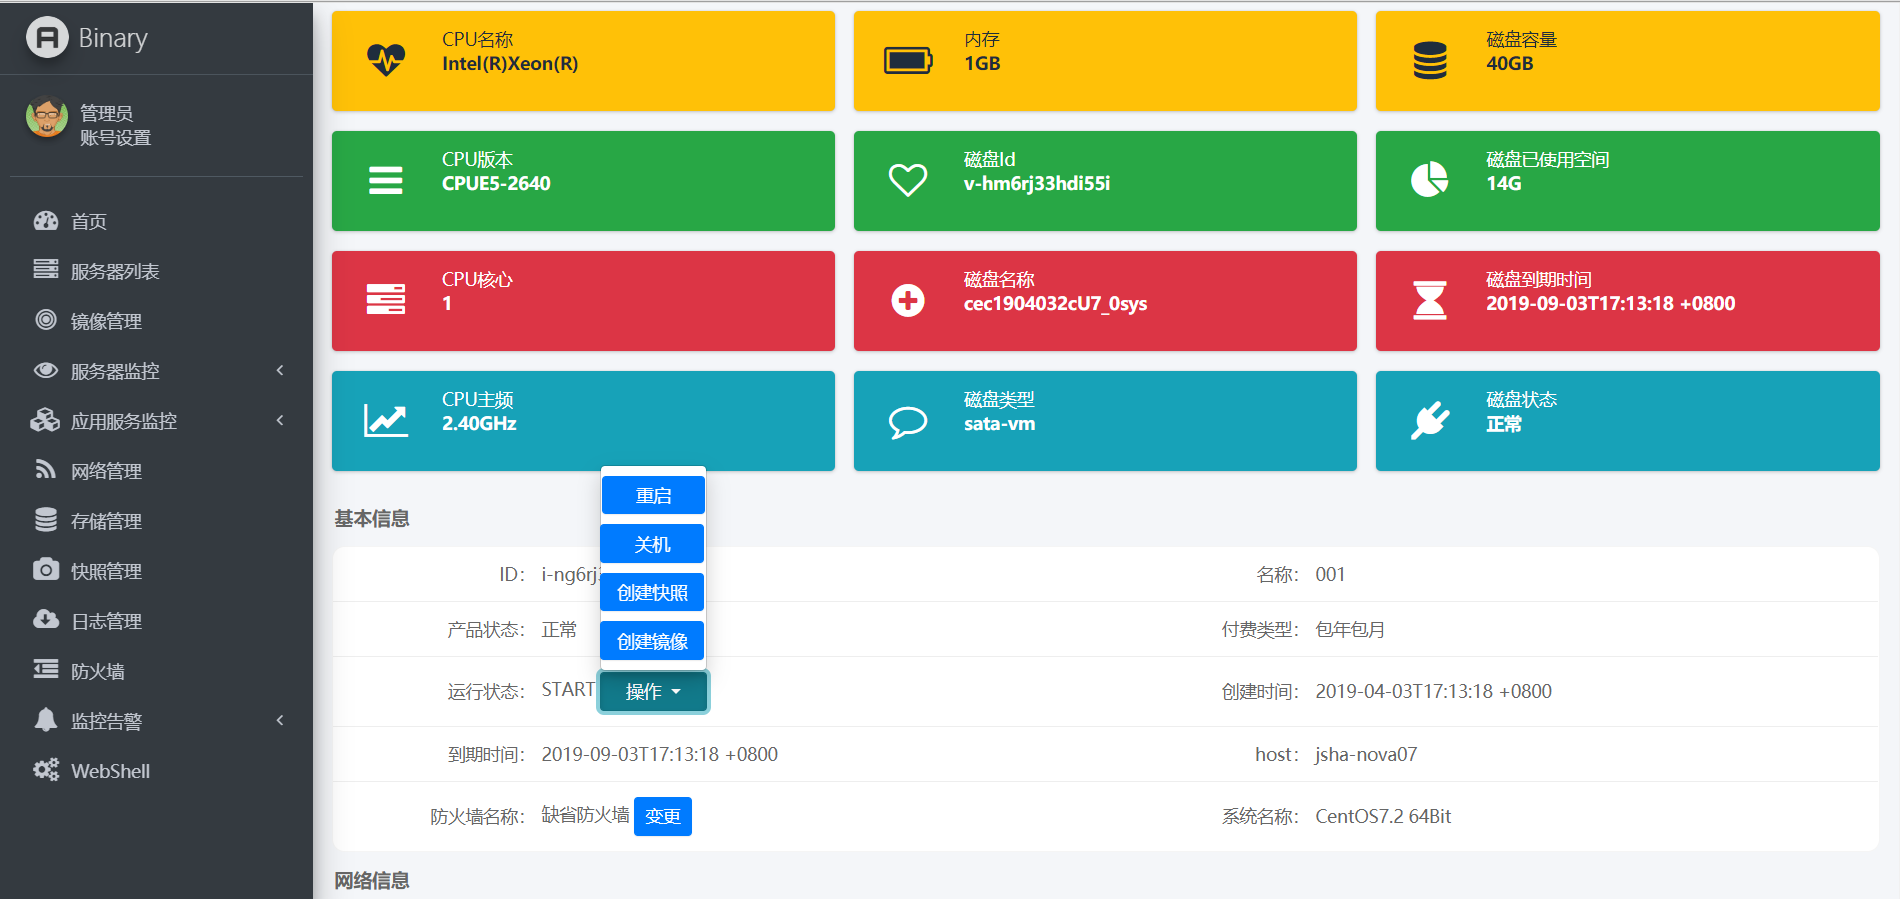 Binary
管理员
账号设置
首页
服务器列表
镜像管理
服务器监控
应用服务监控
网络管理
存储管理
快照管理
日志管理
防火墙
监控告警
WebShell
CPU名称
Intel(R)Xeon(R)
内存
1GB
磁盘容量
40GB
CPU版本
CPUE5-2640
磁盘Id
v-hm6rj33hdi55i
磁盘已使用空间
14G
CPU核心
1
磁盘名称
cec1904032cU7_0sys
磁盘到期时间
2019-09-03T17:13:18 +0800
CPU主频
2.40GHz
磁盘类型
sata-vm
磁盘状态
正常
重启
关机
创建快照
创建镜像
基本信息
ID： i-ng6rj
名称： 001
产品状态： 正常
付费类型： 包年包月
运行状态： START 操作
创建时间： 2019-04-03T17:13:18 +0800
到期时间： 2019-09-03T17:13:18 +0800
host： jsha-nova07
防火墙名称： 缺省防火墙 变更
系统名称： CentOS7.2 64Bit
网络信息